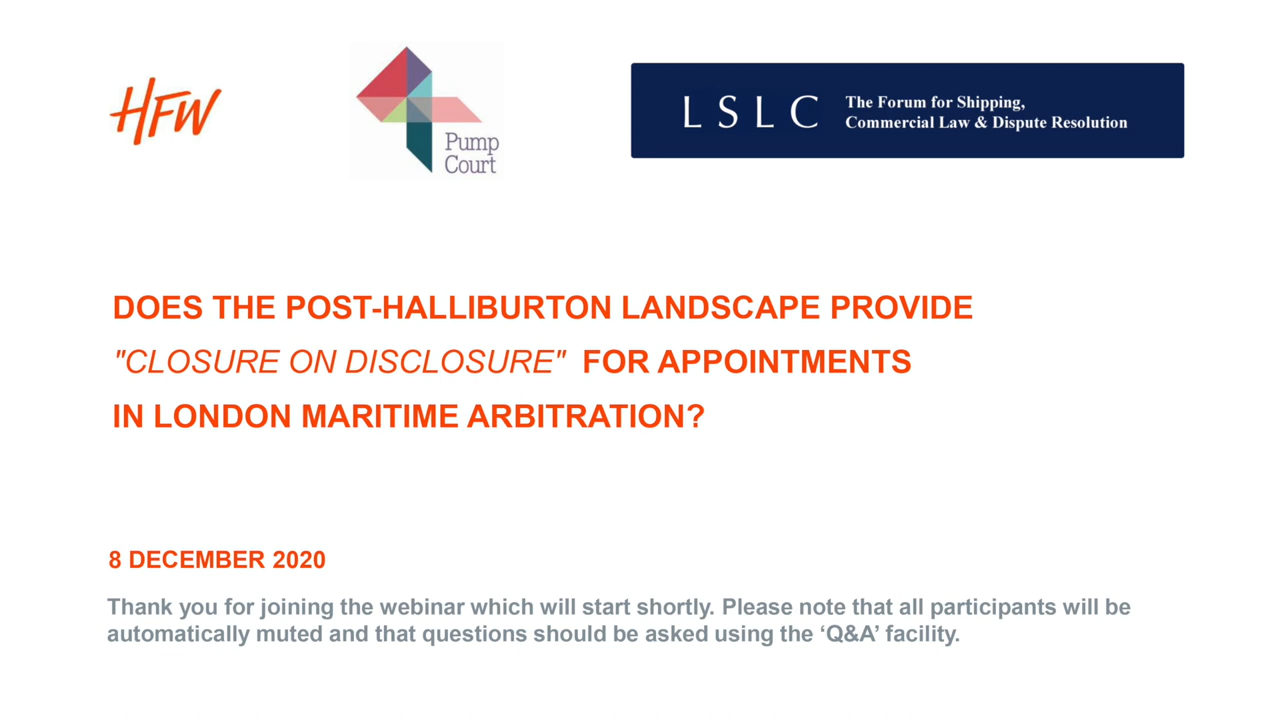 HFW
4
Pump
Court
LSLC
The Forum for Shipping,
Commercial Law & Dispute Resolution
DOES THE POST-HALLIBURTON LANDSCAPE PROVIDE
"CLOSURE ON DISCLOSURE" FOR APPOINTMENTS
IN LONDON MARITIME ARBITRATION?
8 DECEMBER 2020
Thank you for joining the webinar which will start shortly. Please note that all participants will be
automatically muted and that questions should be asked using the ‘Q&A’ facility.